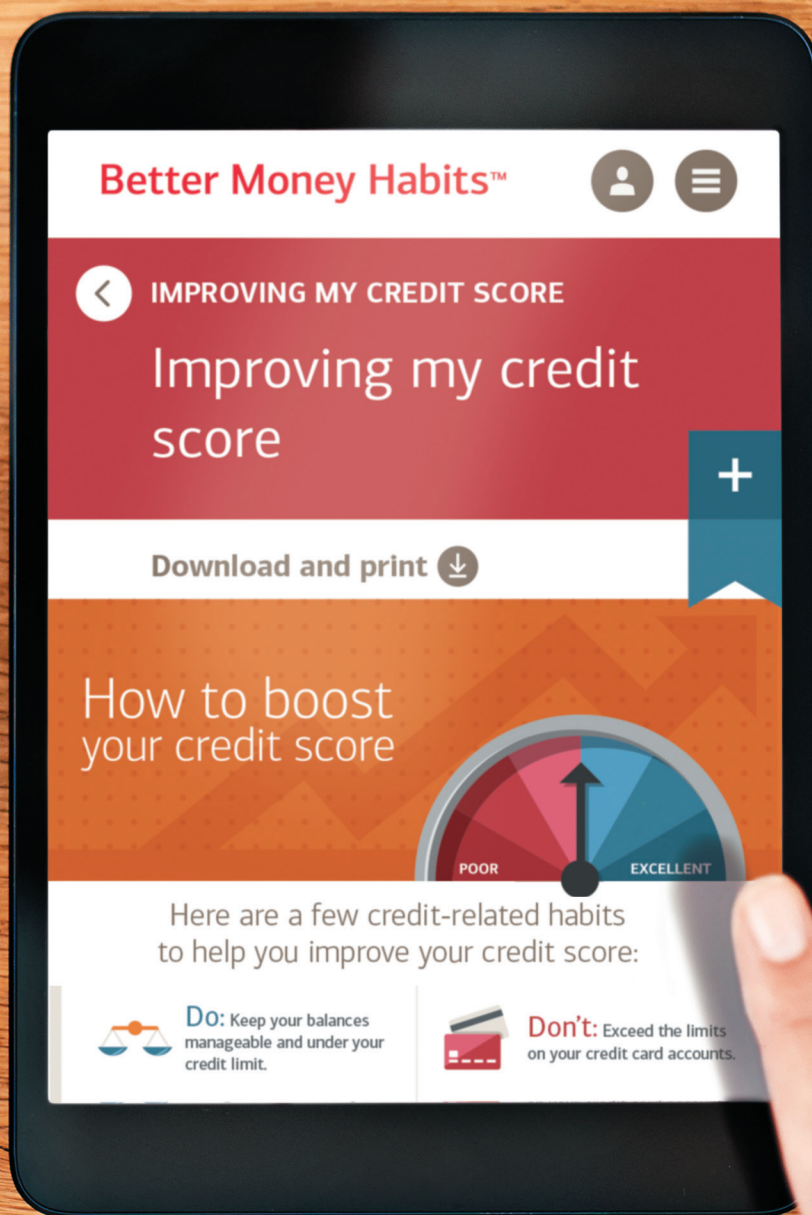 Better Money Habits™
IMPROVING MY CREDIT SCORE
Improving my credit
score
Download and print
How to boost
your credit score
POOR
EXCELLENT
Here are a few credit-related habits
to help you improve your credit score:
Do: Keep your balances
manageable and under your
credit limit.
Don't: Exceed the limits
on your credit card accounts.